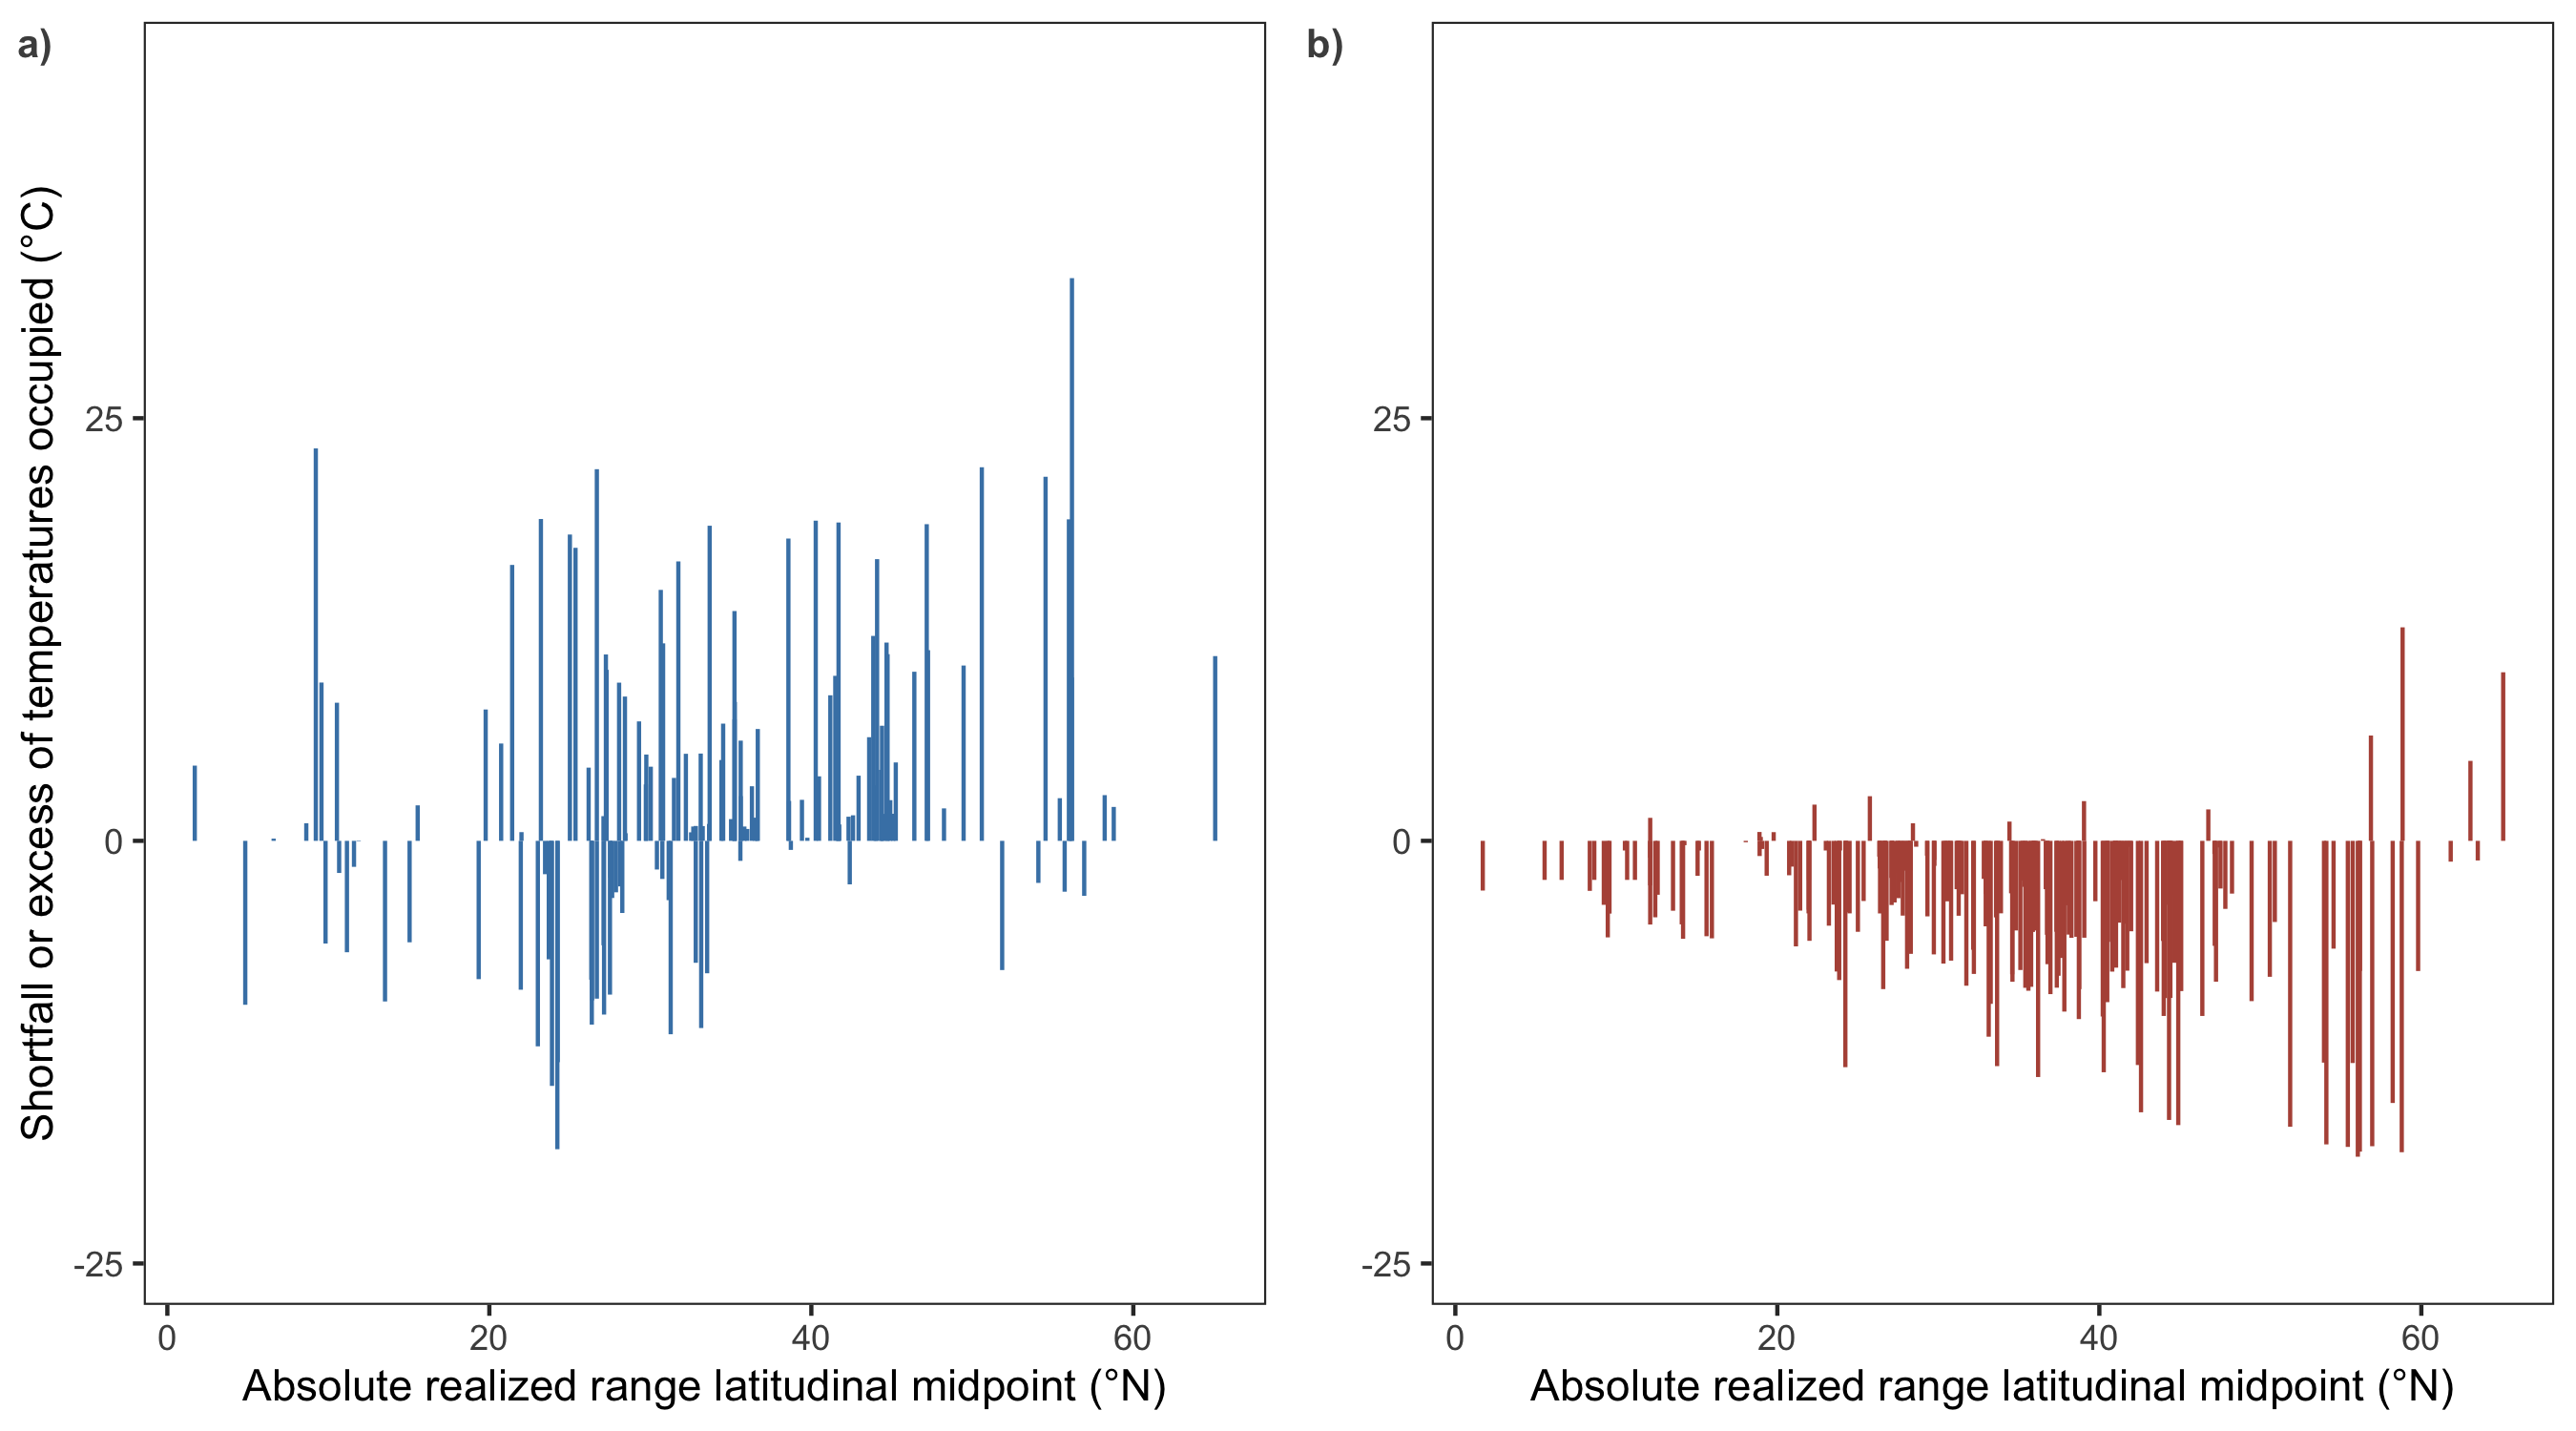 a)
Shortfall or excess of temperatures occupied (°C)
25
0
-25
0 20 40 60
Absolute realized range latitudinal midpoint (°N)
b)
25
0
-25
0 20 40 60
Absolute realized range latitudinal midpoint (°N)